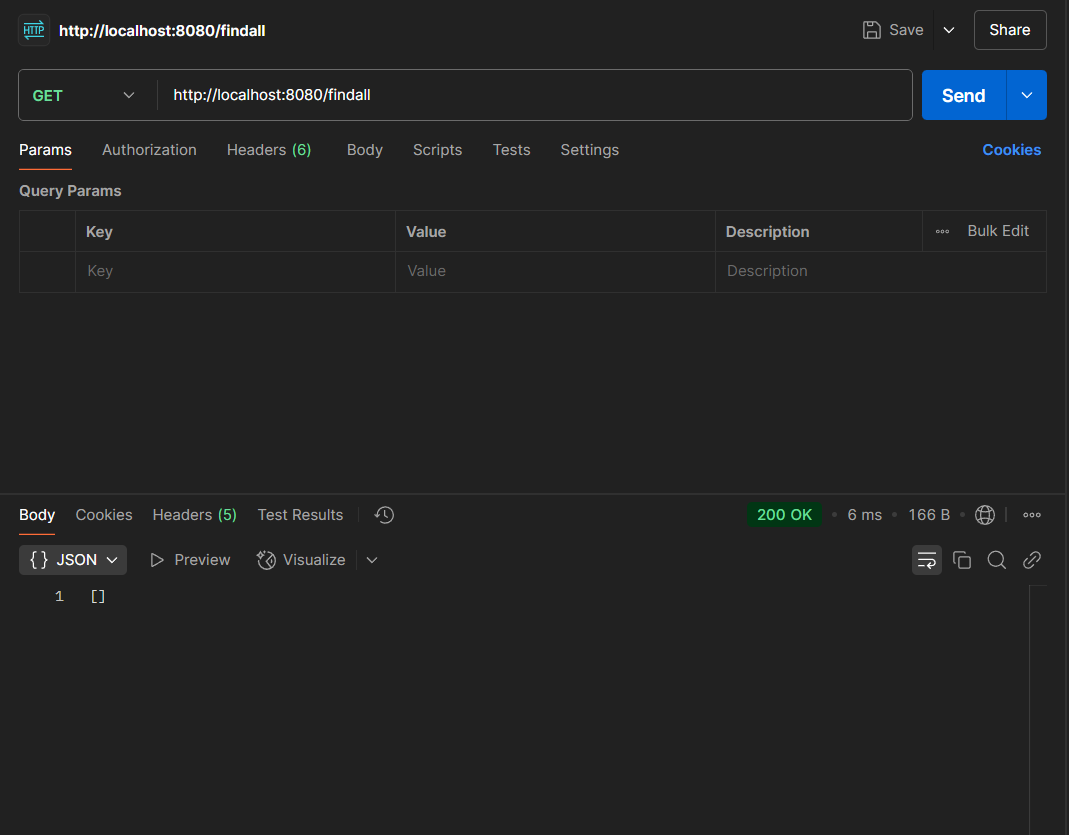 HTTP http://localhost:8080/findall Save Share
GET http://localhost:8080/findall Send
Params Authorization Headers (6) Body Scripts Tests Settings Cookies
Query Params
Key Value Description Bulk Edit
Key Value Description
Body Cookies Headers (5) Test Results 200 OK • 6 ms • 166 B •
{} JSON Preview Visualize
1 []